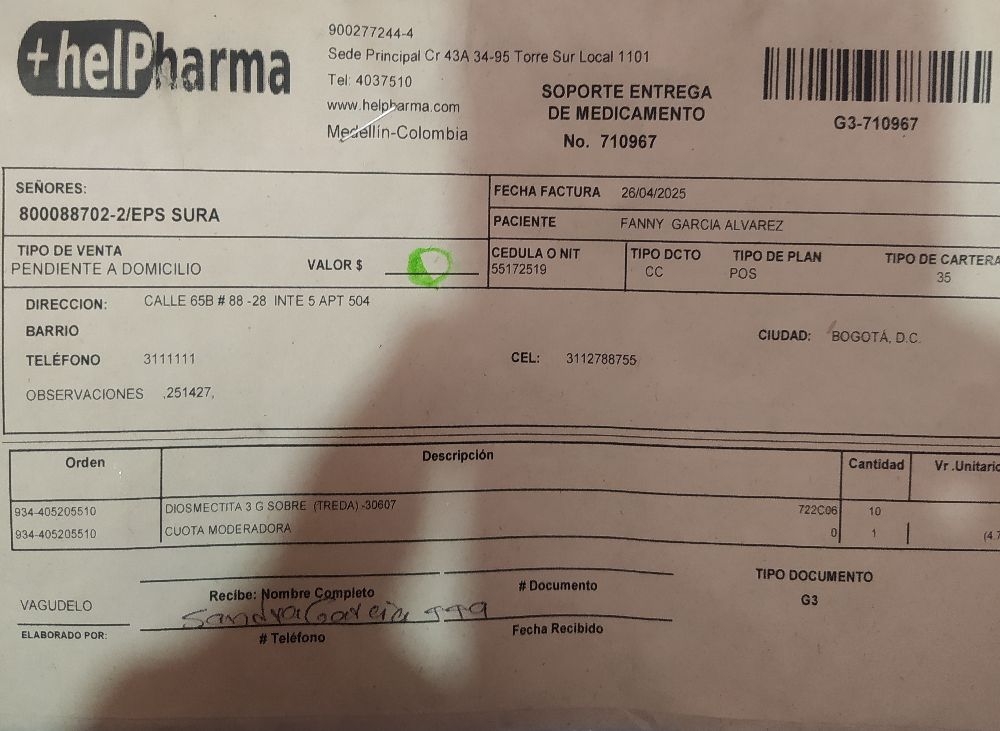 +helPharma
900277244-4
Sede Principal Cr 43A 34-95 Torre Sur Local 1101
Tel: 4037510
www.helpharma.com
Medellín-Colombia
SOPORTE ENTREGA
DE MEDICAMENTO
No. 710967
G3-710967
SEÑORES:
800088702-2/EPS SURA
FECHA FACTURA 26/04/2025
PACIENTE FANNY GARCIA ALVAREZ
TIPO DE VENTA
PENDIENTE A DOMICILIO
VALOR $
CEDULA O NIT
55172519
TIPO DCTO
CC
TIPO DE PLAN
POS
TIPO DE CARTERA
35
DIRECCION: CALLE 65B # 88 -28 INTE 5 APT 504
BARRIO
CIUDAD: BOGOTÁ, D.C.
TELÉFONO 3111111
CEL: 3112788755
OBSERVACIONES ,251427,
Orden Descripción Cantidad Vr .Unitario
934-405205510 DIOSMECTITA 3 G SOBRE (TREDA) -30607 722C06 10
934-405205510 CUOTA MODERADORA 0 1 (4.7
TIPO DOCUMENTO
G3
Recibe: Nombre Completo
# Documento
VAGUDELO
ELABORADO POR:
Sandra Garcia
# Teléfono
Fecha Recibido